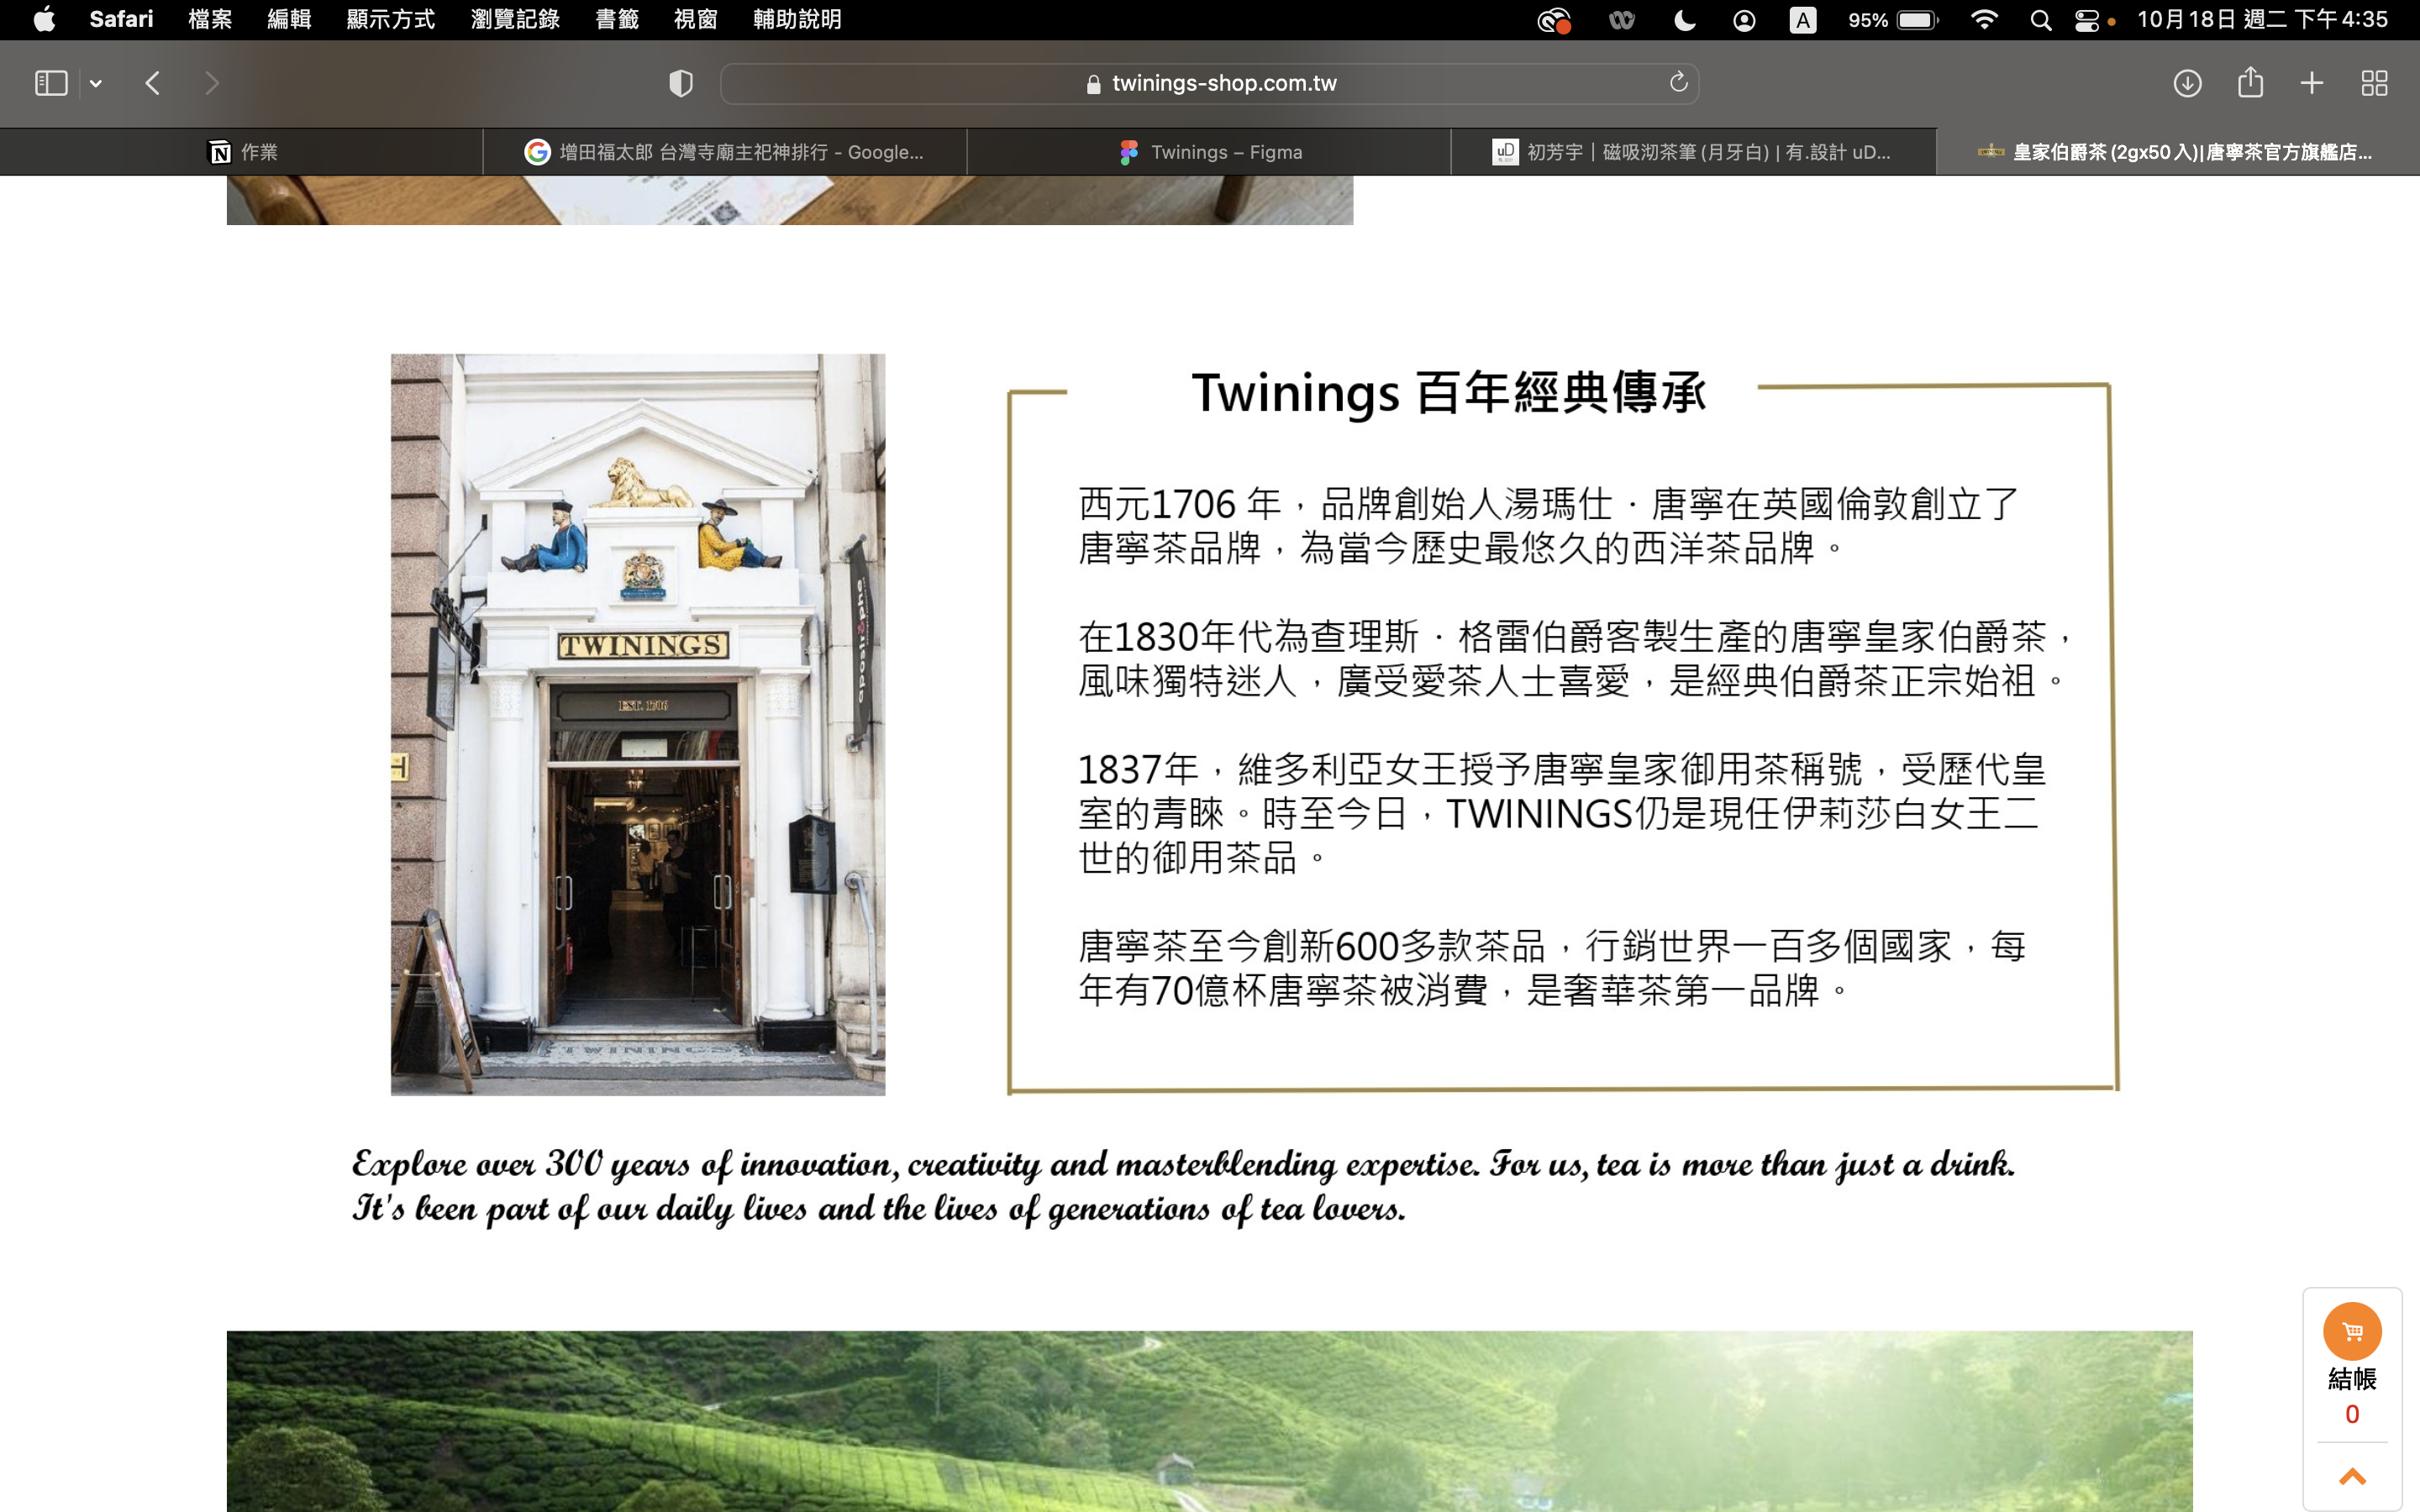 Safari 檔案 編輯 顯示方式 瀏覽記錄 書籤 視窗 輔助說明 A 95% 10月18日 週二 下午4:35
twinings-shop.com.tw
作業
增田福太郎 台灣寺廟主祀神排行 - Google...
Twinings – Figma
初芳宇｜磁吸沏茶筆(月牙白) | 有.設計 uD...
皇家伯爵茶(2gx50入)|唐寧茶官方旗艦店...
TWININGS
EST. 1706
apostrophe
TWININGS
Twinings 百年經典傳承
西元1706 年，品牌創始人湯瑪仕．唐寧在英國倫敦創立了
唐寧茶品牌，為當今歷史最悠久的西洋茶品牌。
在1830年代為查理斯．格雷伯爵客製生產的唐寧皇家伯爵茶，
風味獨特迷人，廣受愛茶人士喜愛，是經典伯爵茶正宗始祖。
1837年，維多利亞女王授予唐寧皇家御用茶稱號，受歷代皇
室的青睞。時至今日，TWININGS仍是現任伊莉莎白女王二
世的御用茶品。
唐寧茶至今創新600多款茶品，行銷世界一百多個國家，每
年有70億杯唐寧茶被消費，是奢華茶第一品牌。
Explore over 300 years of innovation, creativity and masterblending expertise. For us, tea is more than just a drink.
It's been part of our daily lives and the lives of generations of tea lovers.
結帳
0